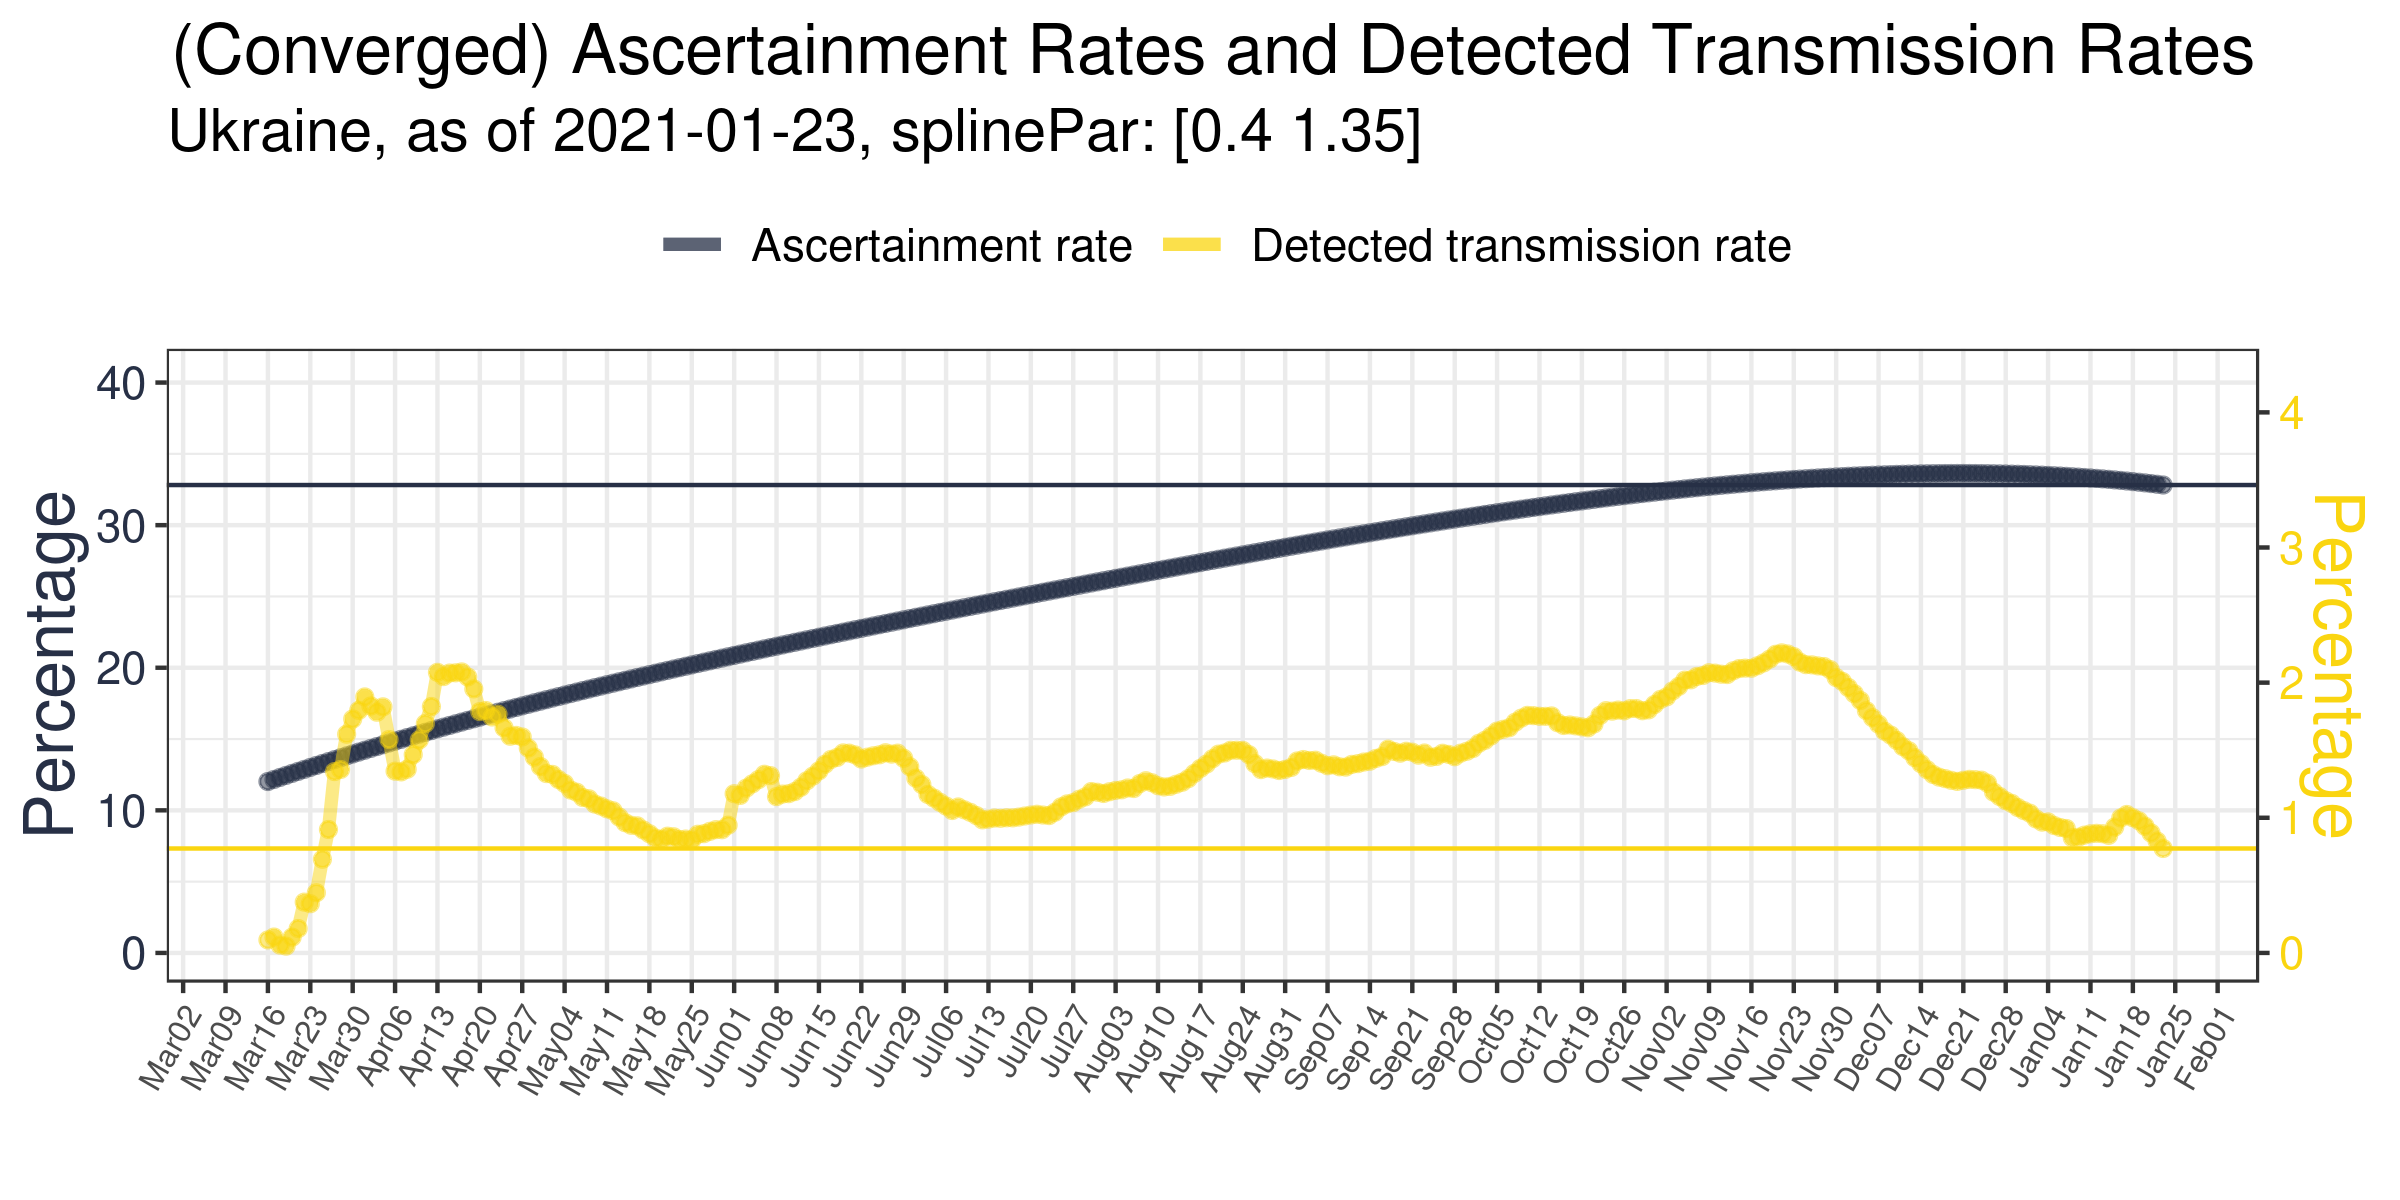 (Converged) Ascertainment Rates and Detected Transmission Rates
Ukraine, as of 2021-01-23, splinePar: [0.4 1.35]
Ascertainment rate Detected transmission rate
Percentage
40
30
20
10
0
4
3
2
1
0
Percentage
Mar02 Mar09 Mar16 Mar23 Mar30 Apr06 Apr13 Apr20 Apr27 May04 May11 May18 May25 Jun01 Jun08 Jun15 Jun22 Jun29 Jul06 Jul13 Jul20 Jul27 Aug03 Aug10 Aug17 Aug24 Aug31 Sep07 Sep14 Sep21 Sep28 Oct05 Oct12 Oct19 Oct26 Nov02 Nov09 Nov16 Nov23 Nov30 Dec07 Dec14 Dec21 Dec28 Jan04 Jan11 Jan18 Jan25 Feb01